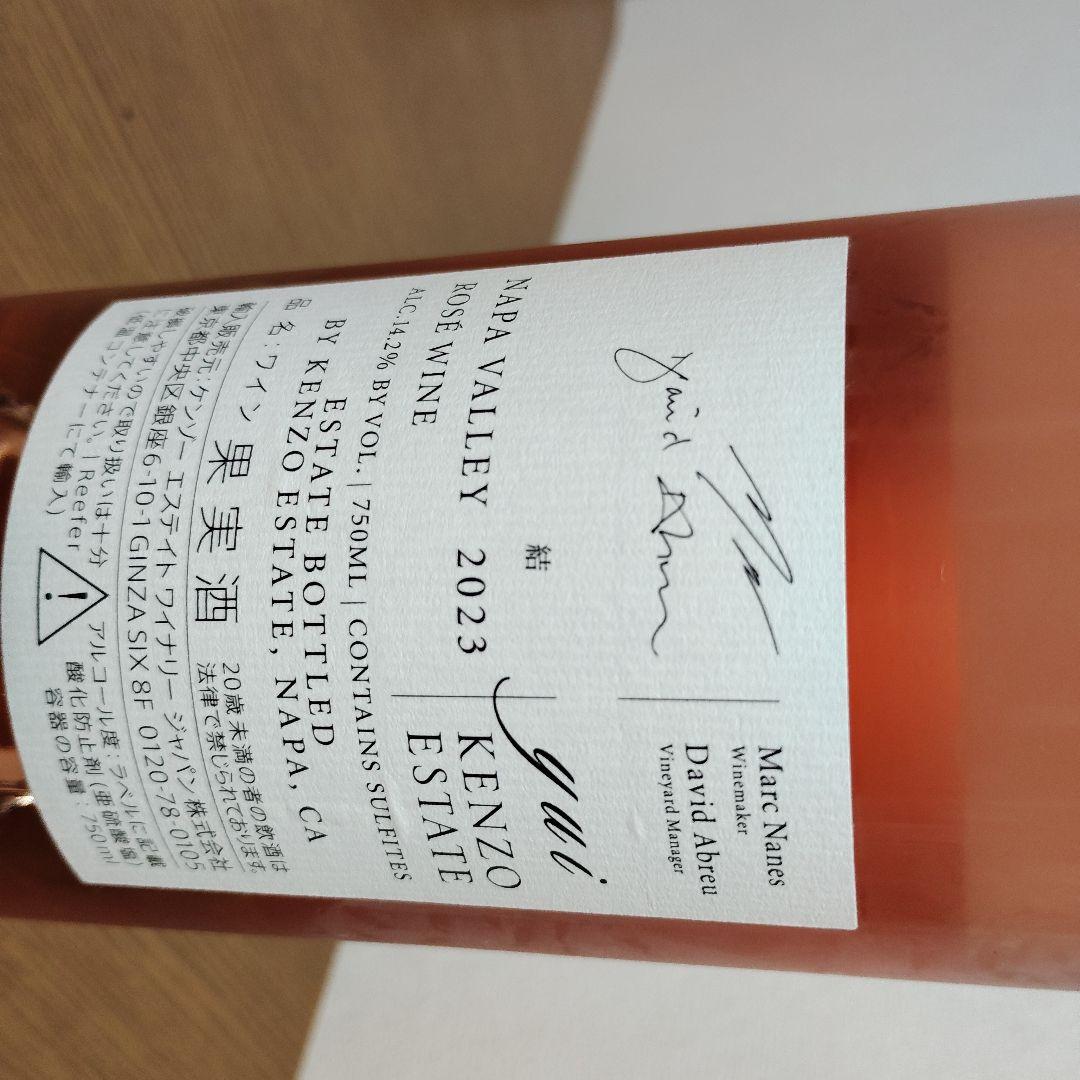 Marc Nanes
Winemaker
David Abreu
Vineyard Manager
結
yui
NAPA VALLEY 2023
KENZO
ROSÉ WINE
ESTATE
ALC.14.2% BY VOL. | 750ML | CONTAINS SULFITES
ESTATE BOTTLED
BY KENZO ESTATE, NAPA, CA
品 名:ワイン 果実酒
20歳未満の者の飲酒は
法律で禁じられております。
輸入販売元:ケンゾー エステイト ワイナリー ジャパン株式会社
東京都中央区銀座6-10-1GINZA SIX 8F 0120-78-0105
破損しやすいので取り扱いは十分
に注意してください。| Reefer
(低温コンテナーにて輸入)
アルコール度:ラベルに記載
酸化防止剤(亜硫酸塩)
容器の容量:750ml